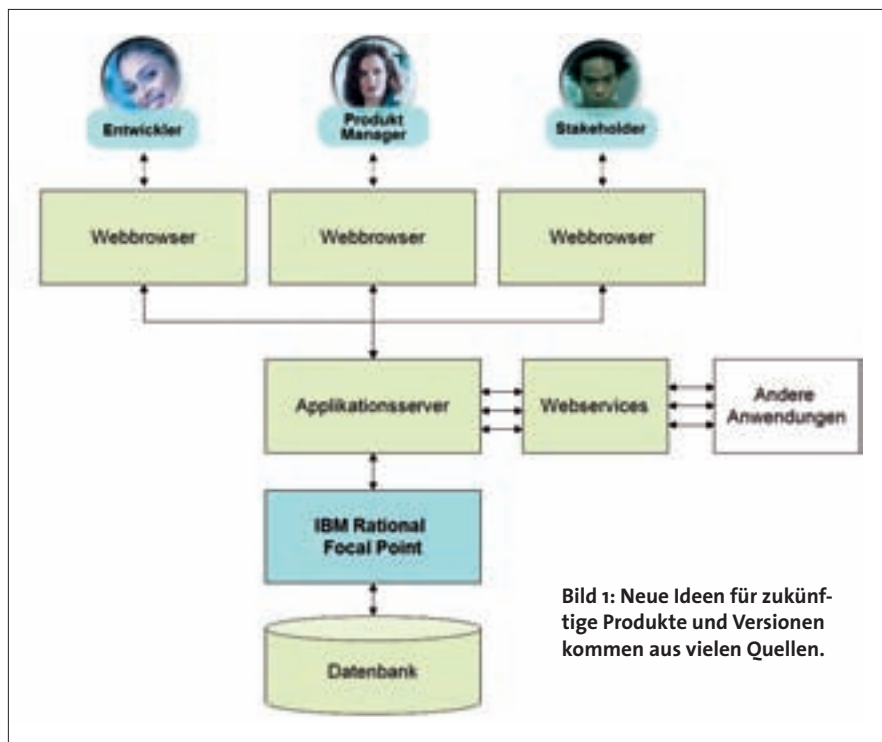 Entwickler
Produkt
Manager
Stakeholder
Webbrowser
Webbrowser
Webbrowser
Applikationsserver
Webservices
Andere
Anwendungen
IBM Rational
Focal Point
Datenbank
Bild 1: Neue Ideen für zukünf-
tige Produkte und Versionen
kommen aus vielen Quellen.